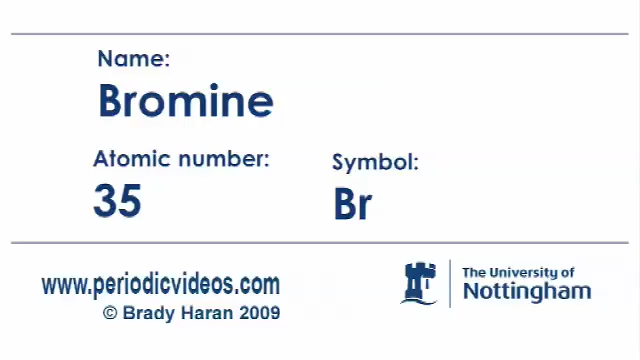 Name:
Bromine
Atomic number:
35
Symbol:
Br
www.periodicvideos.com
© Brady Haran 2009
The University of
Nottingham